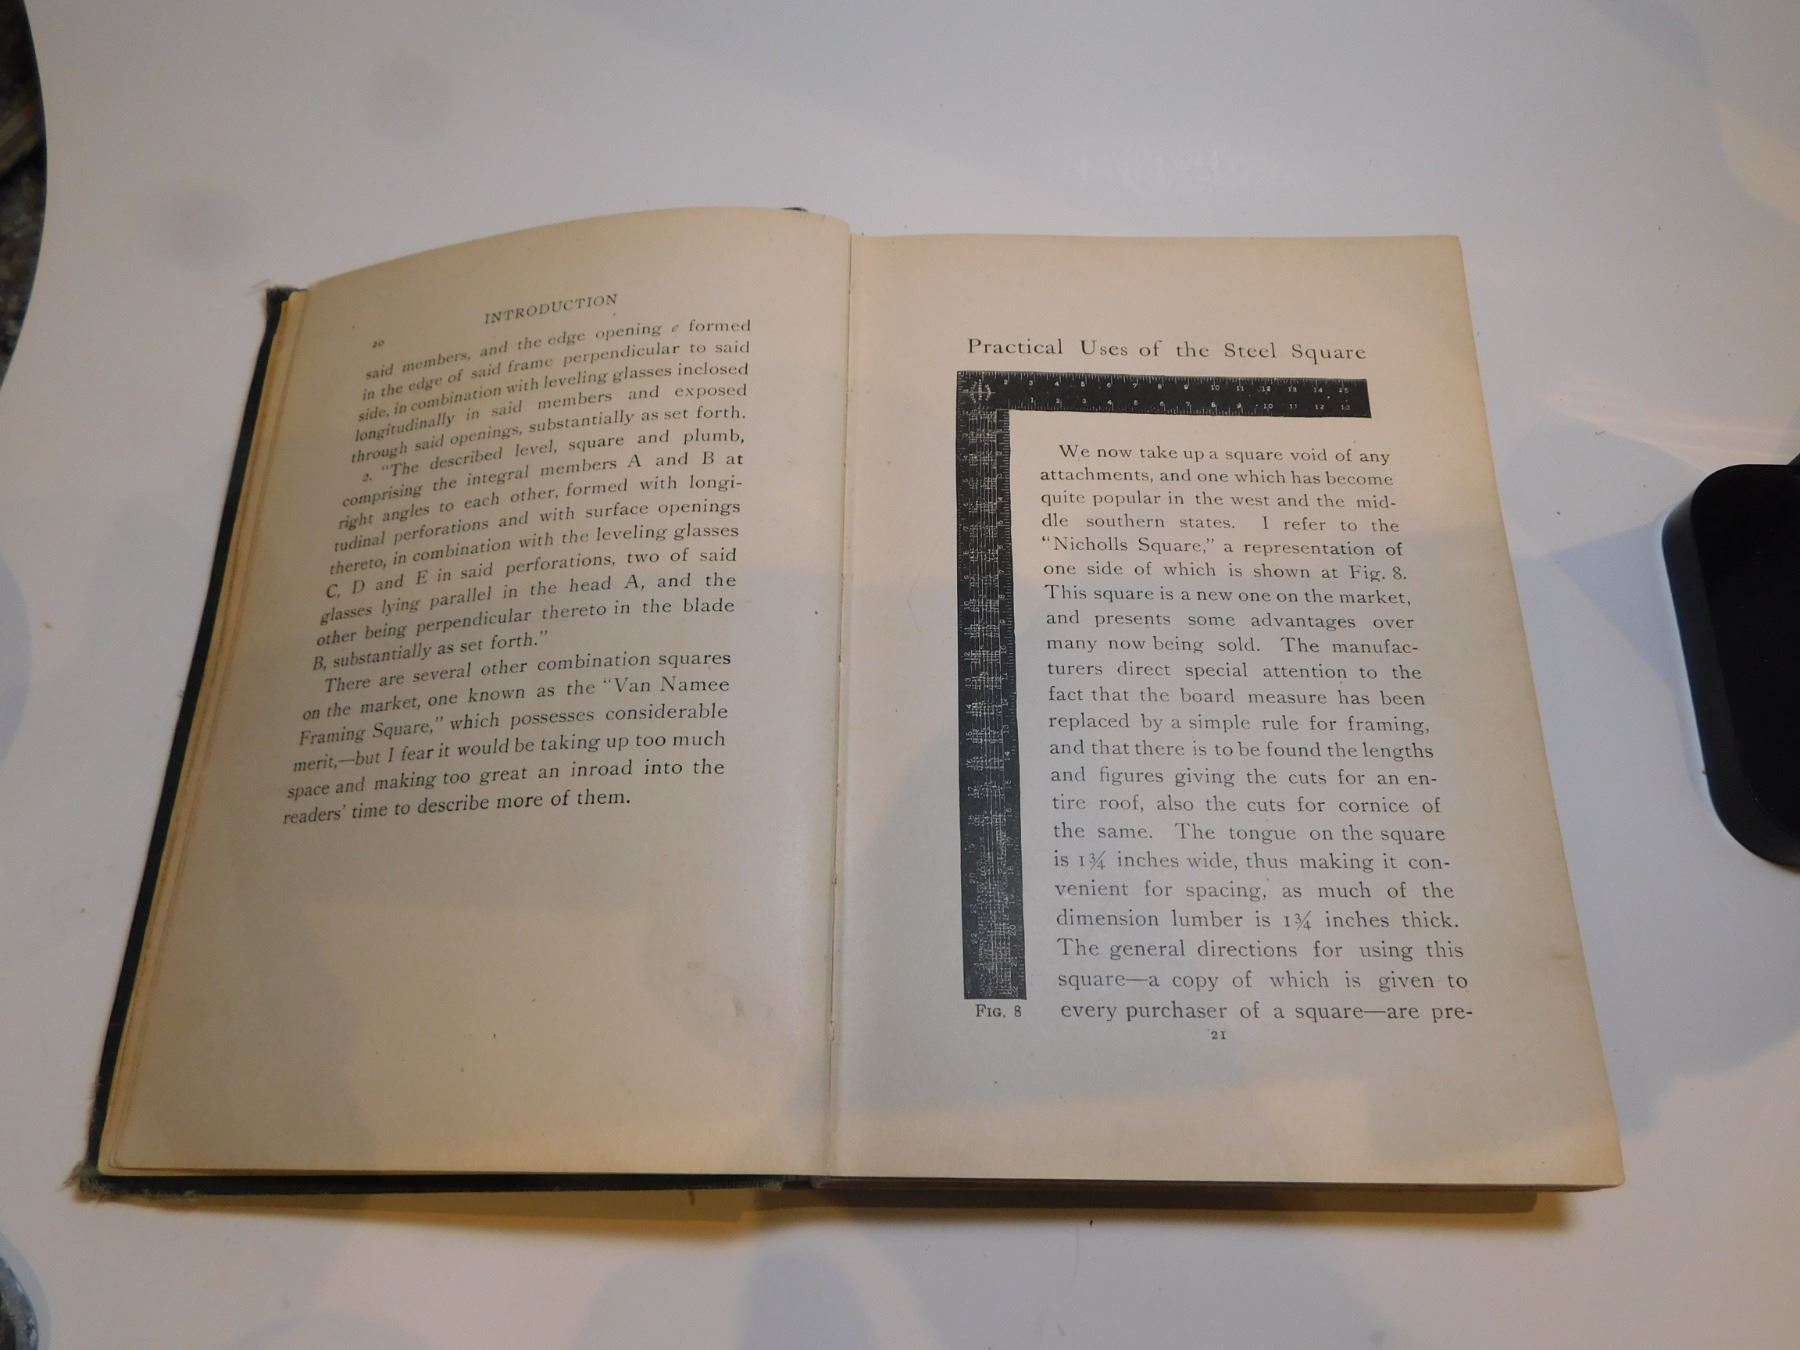 20
INTRODUCTION
said members, and the edge opening e formed
in the edge of said frame perpendicular to said
side, in combination with leveling glasses inclosed
longitudinally in said members and exposed
through said openings, substantially as set forth.
2. "The described level, square and plumb,
comprising the integral members A and B at
right angles to each other, formed with longi-
tudinal perforations and with surface openings
thereto, in combination with the leveling glasses
C, D and E in said perforations, two of said
glasses lying parallel in the head A, and the
other being perpendicular thereto in the blade
B, substantially as set forth."
There are several other combination squares
on the market, one known as the "Van Namee
Framing Square," which possesses considerable
merit,—but I fear it would be taking up too much
space and making too great an inroad into the
readers' time to describe more of them.
Practical Uses of the Steel Square
We now take up a square void of any
attachments, and one which has become
quite popular in the west and the mid-
dle southern states. I refer to the
"Nicholls Square," a representation of
one side of which is shown at Fig. 8.
This square is a new one on the market,
and presents some advantages over
many now being sold. The manufac-
turers direct special attention to the
fact that the board measure has been
replaced by a simple rule for framing,
and that there is to be found the lengths
and figures giving the cuts for an en-
tire roof, also the cuts for cornice of
the same. The tongue on the square
is 1¾ inches wide, thus making it con-
venient for spacing, as much of the
dimension lumber is 1¾ inches thick.
The general directions for using this
square—a copy of which is given to
every purchaser of a square—are pre-
FIG. 8
21